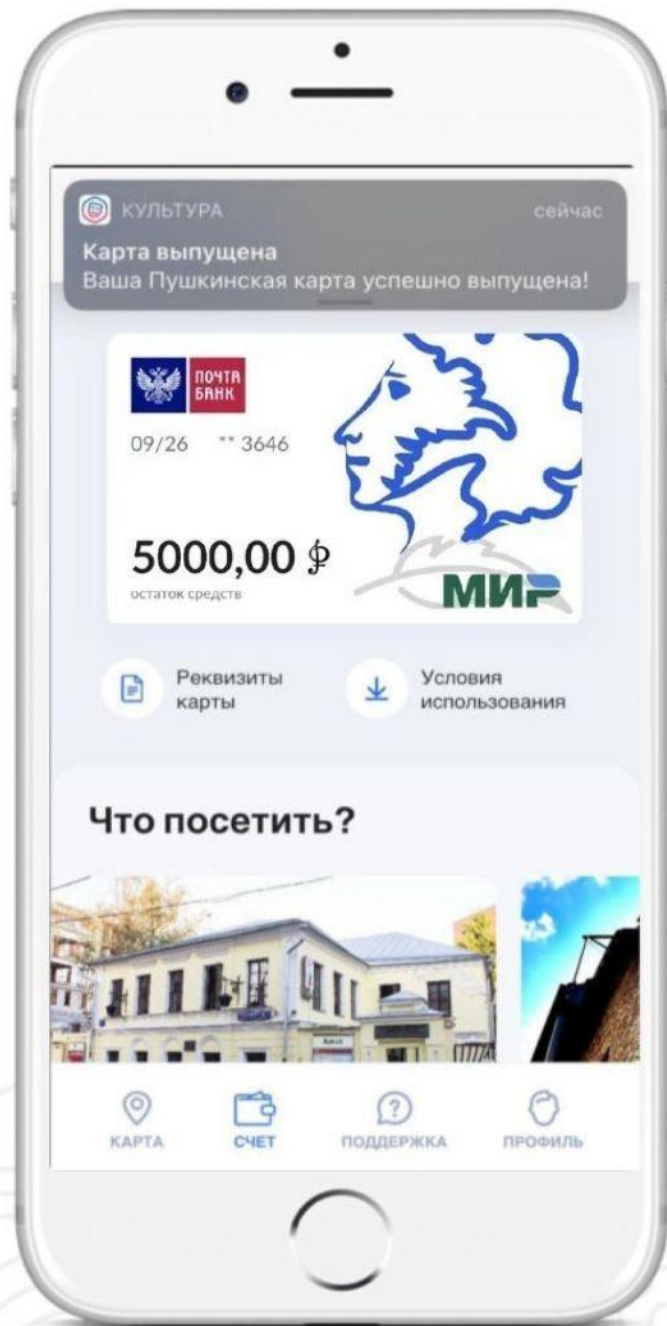 КУЛЬТУРА сейчас
Карта выпущена
Ваша Пушкинская карта успешно выпущена!
ПОЧТА
БАНК
09/26 ** 3646
5000,00 ₽
остаток средств
МИР
Реквизиты
карты
Условия
использования
Что посетить?
КАРТА СЧЕТ ПОДДЕРЖКА ПРОФИЛЬ